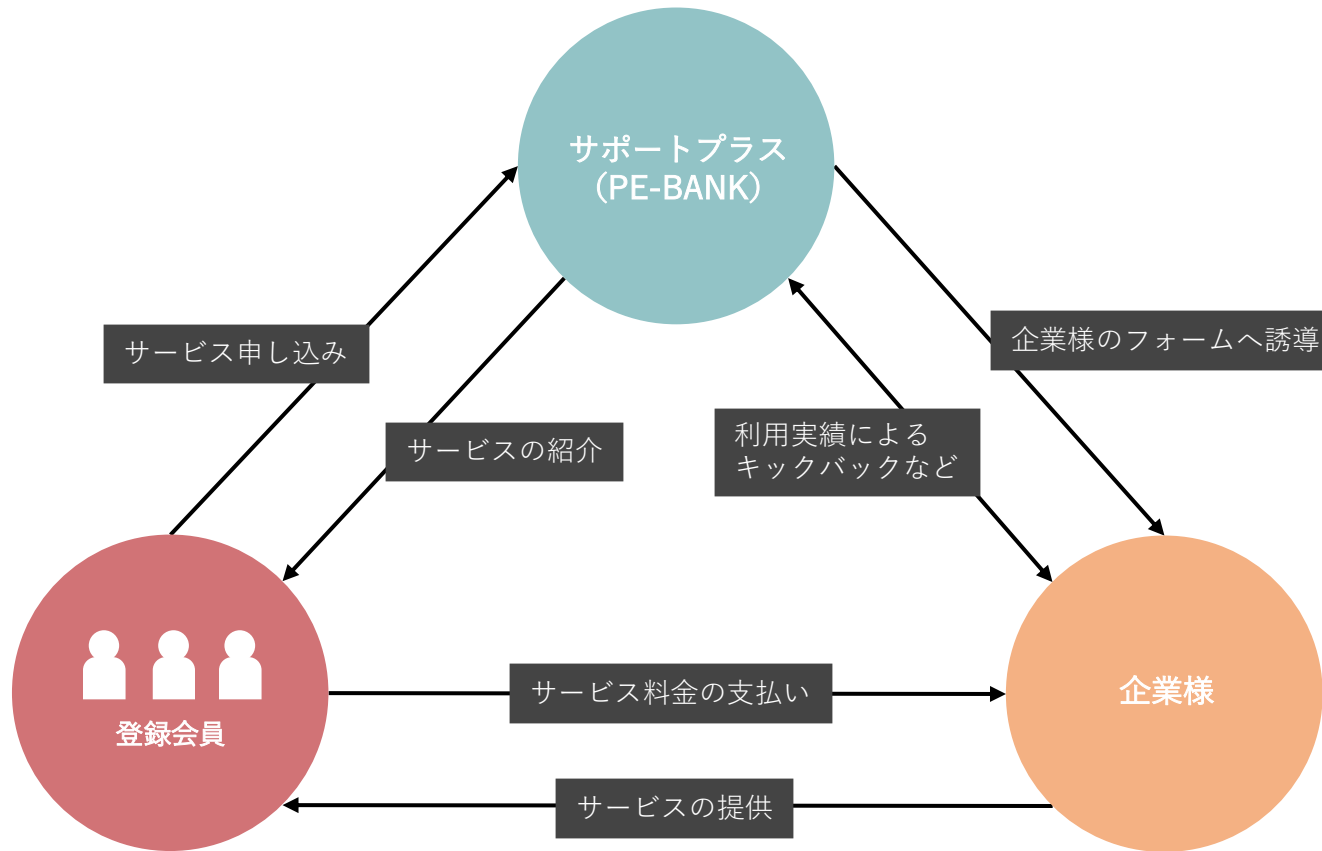 サポートプラス
（PE-BANK）
サービス申し込み
企業様のフォームへ誘導
サービスの紹介
利用実績による
キックバックなど
サービス料金の支払い
企業様
登録会員
サービスの提供